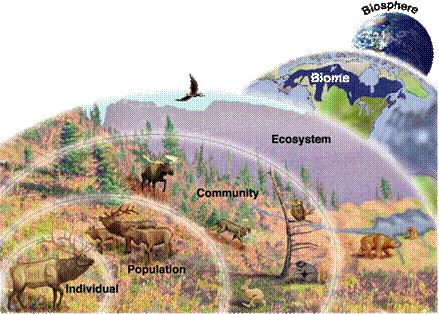 Biosphere
Biome
Ecosystem
Community
Population
Individual